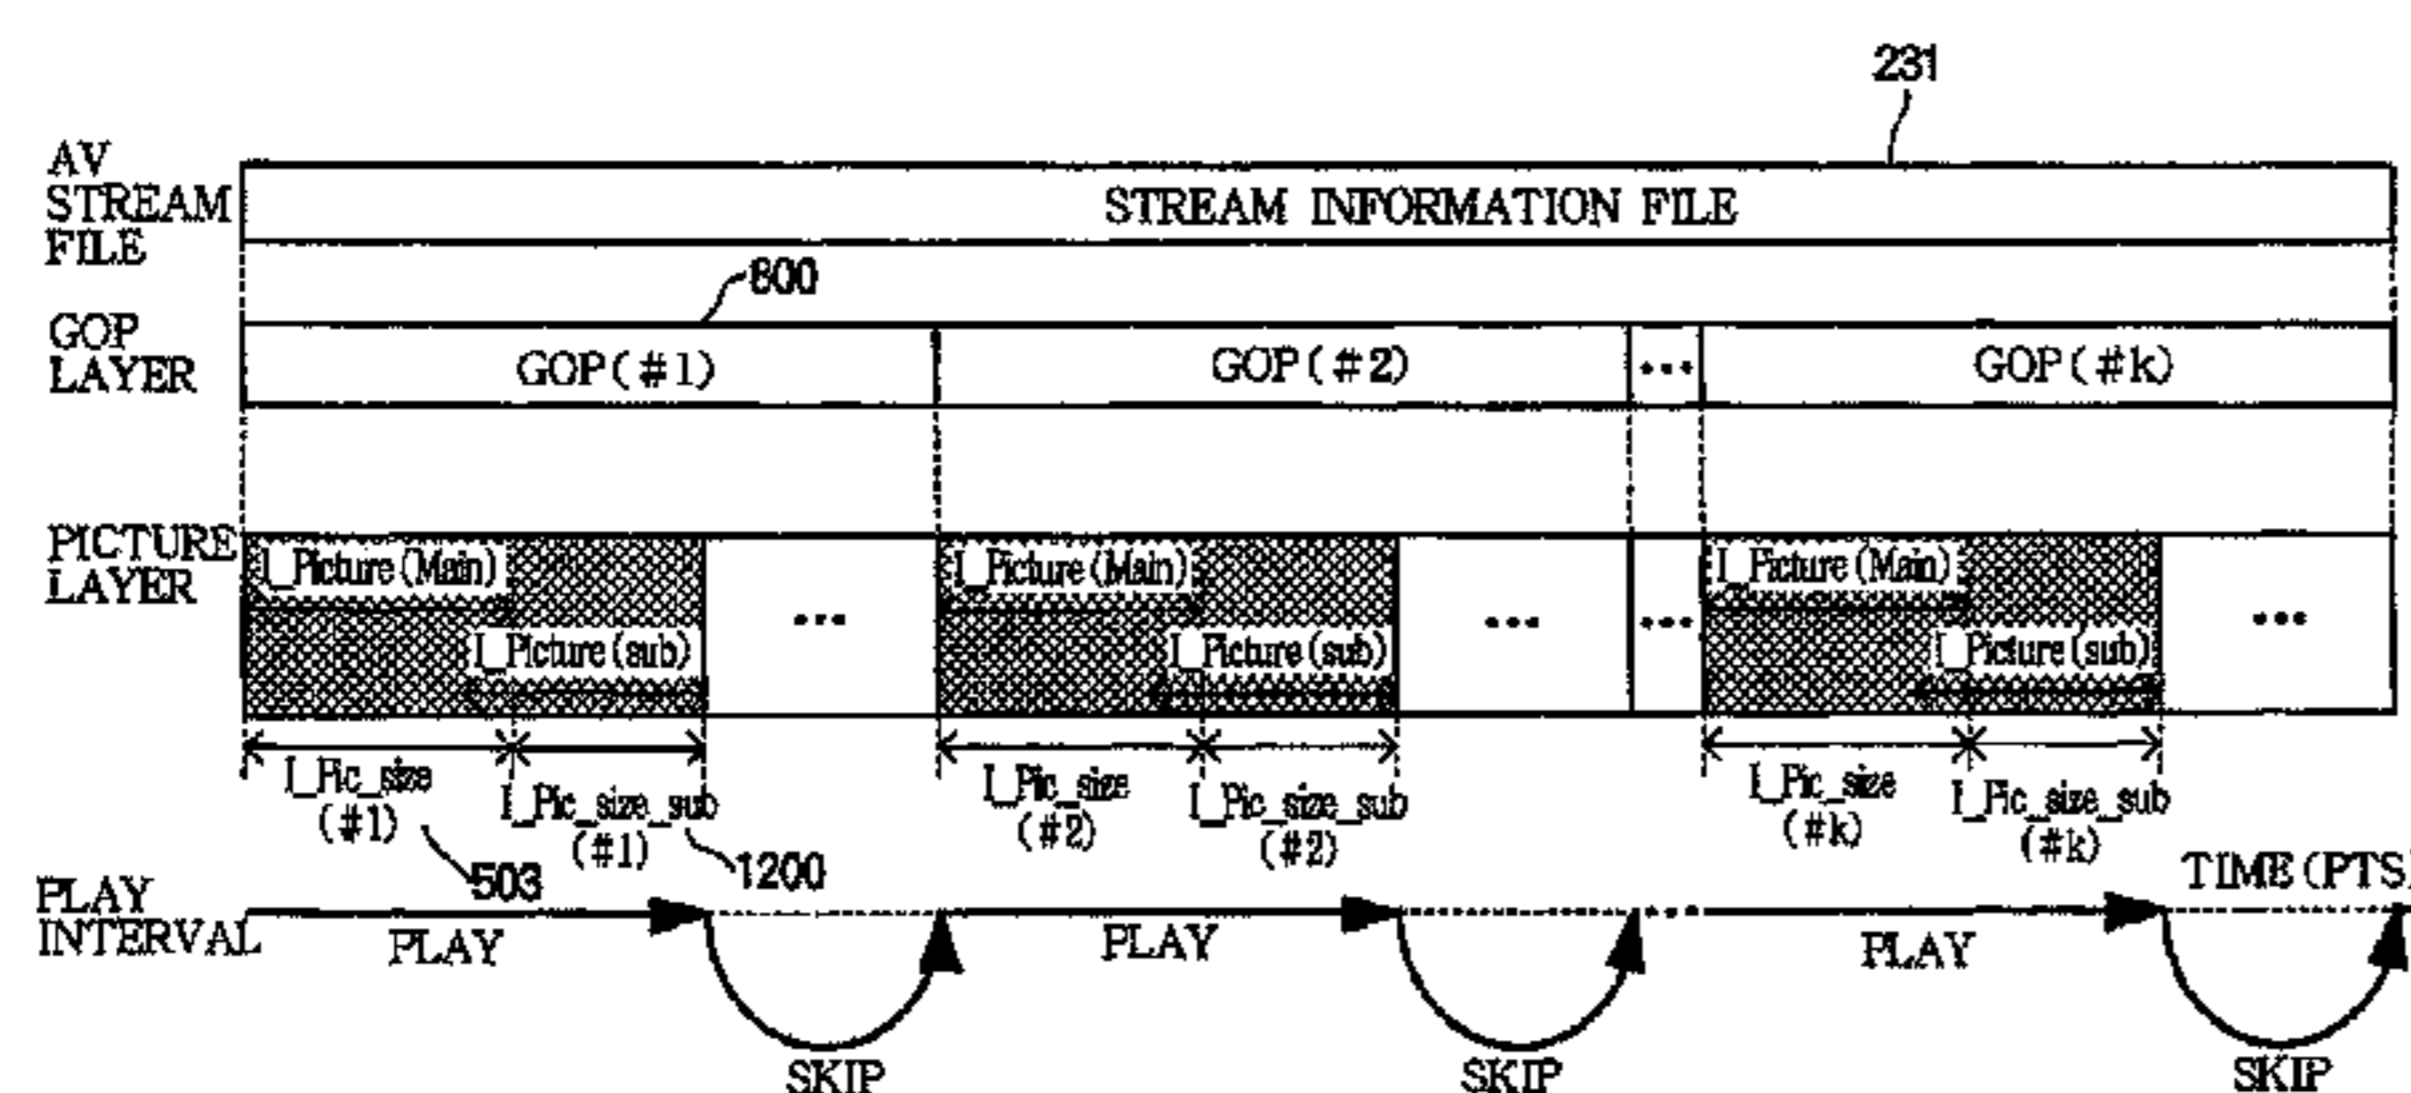 231
AV
STREAM
FILE
STREAM INFORMATION FILE
800
GOP
LAYER
GOP(#1)
GOP(#2)
...
GOP(#k)
PICTURE
LAYER
I_Picture(Main)
I_Picture(sub)
...
I_Picture(Main)
I_Picture(sub)
...
...
I_Picture(Main)
I_Picture(sub)
...
I_Pic_size
(#1)
I_Pic_size_sub
(#1)
I_Pic_size
(#2)
I_Pic_size_sub
(#2)
I_Pic_size
(#k)
I_Pic_size_sub
(#k)
503
1200
TIME(PTS)
PLAY
INTERVAL
PLAY
SKIP
PLAY
SKIP
...
PLAY
SKIP